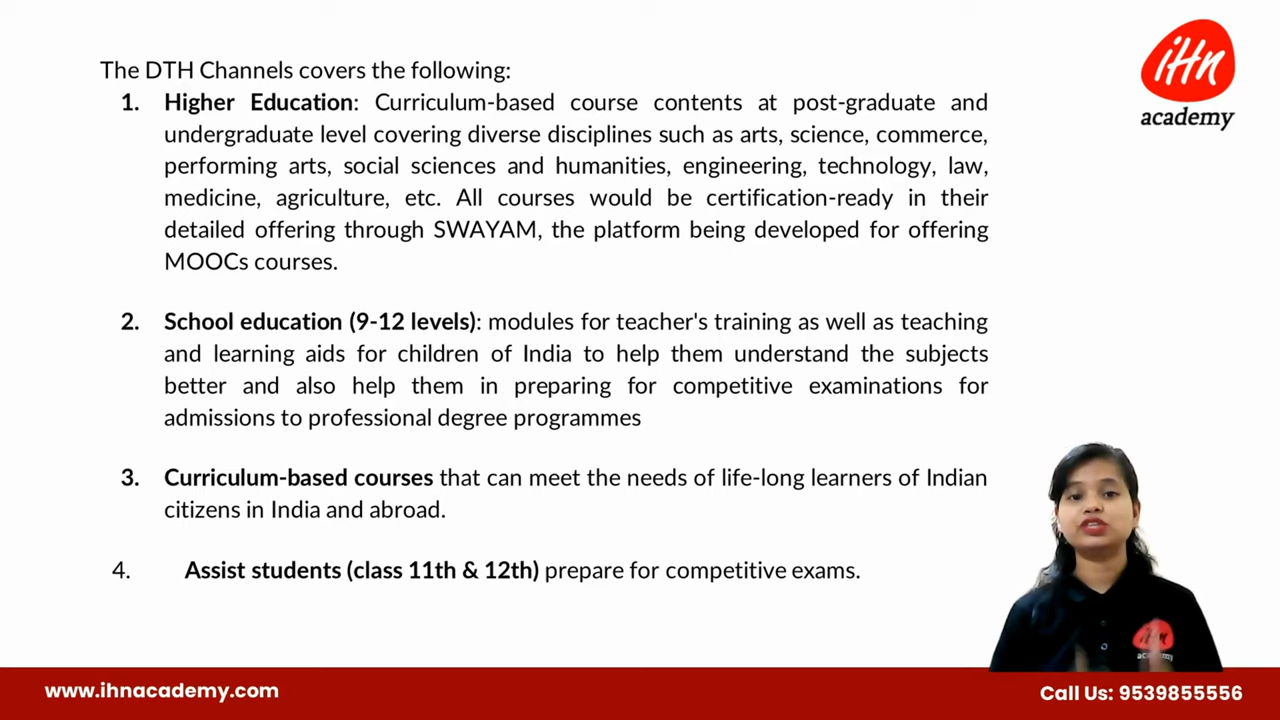 The DTH Channels covers the following:
1. Higher Education: Curriculum-based course contents at post-graduate and
undergraduate level covering diverse disciplines such as arts, science, commerce,
performing arts, social sciences and humanities, engineering, technology, law,
medicine, agriculture, etc. All courses would be certification-ready in their
detailed offering through SWAYAM, the platform being developed for offering
MOOCs courses.
2. School education (9-12 levels): modules for teacher's training as well as teaching
and learning aids for children of India to help them understand the subjects
better and also help them in preparing for competitive examinations for
admissions to professional degree programmes
3. Curriculum-based courses that can meet the needs of life-long learners of Indian
citizens in India and abroad.
4. Assist students (class 11th & 12th) prepare for competitive exams.
iHn
academy
iHn
academy
www.ihnacademy.com
Call Us: 9539855556